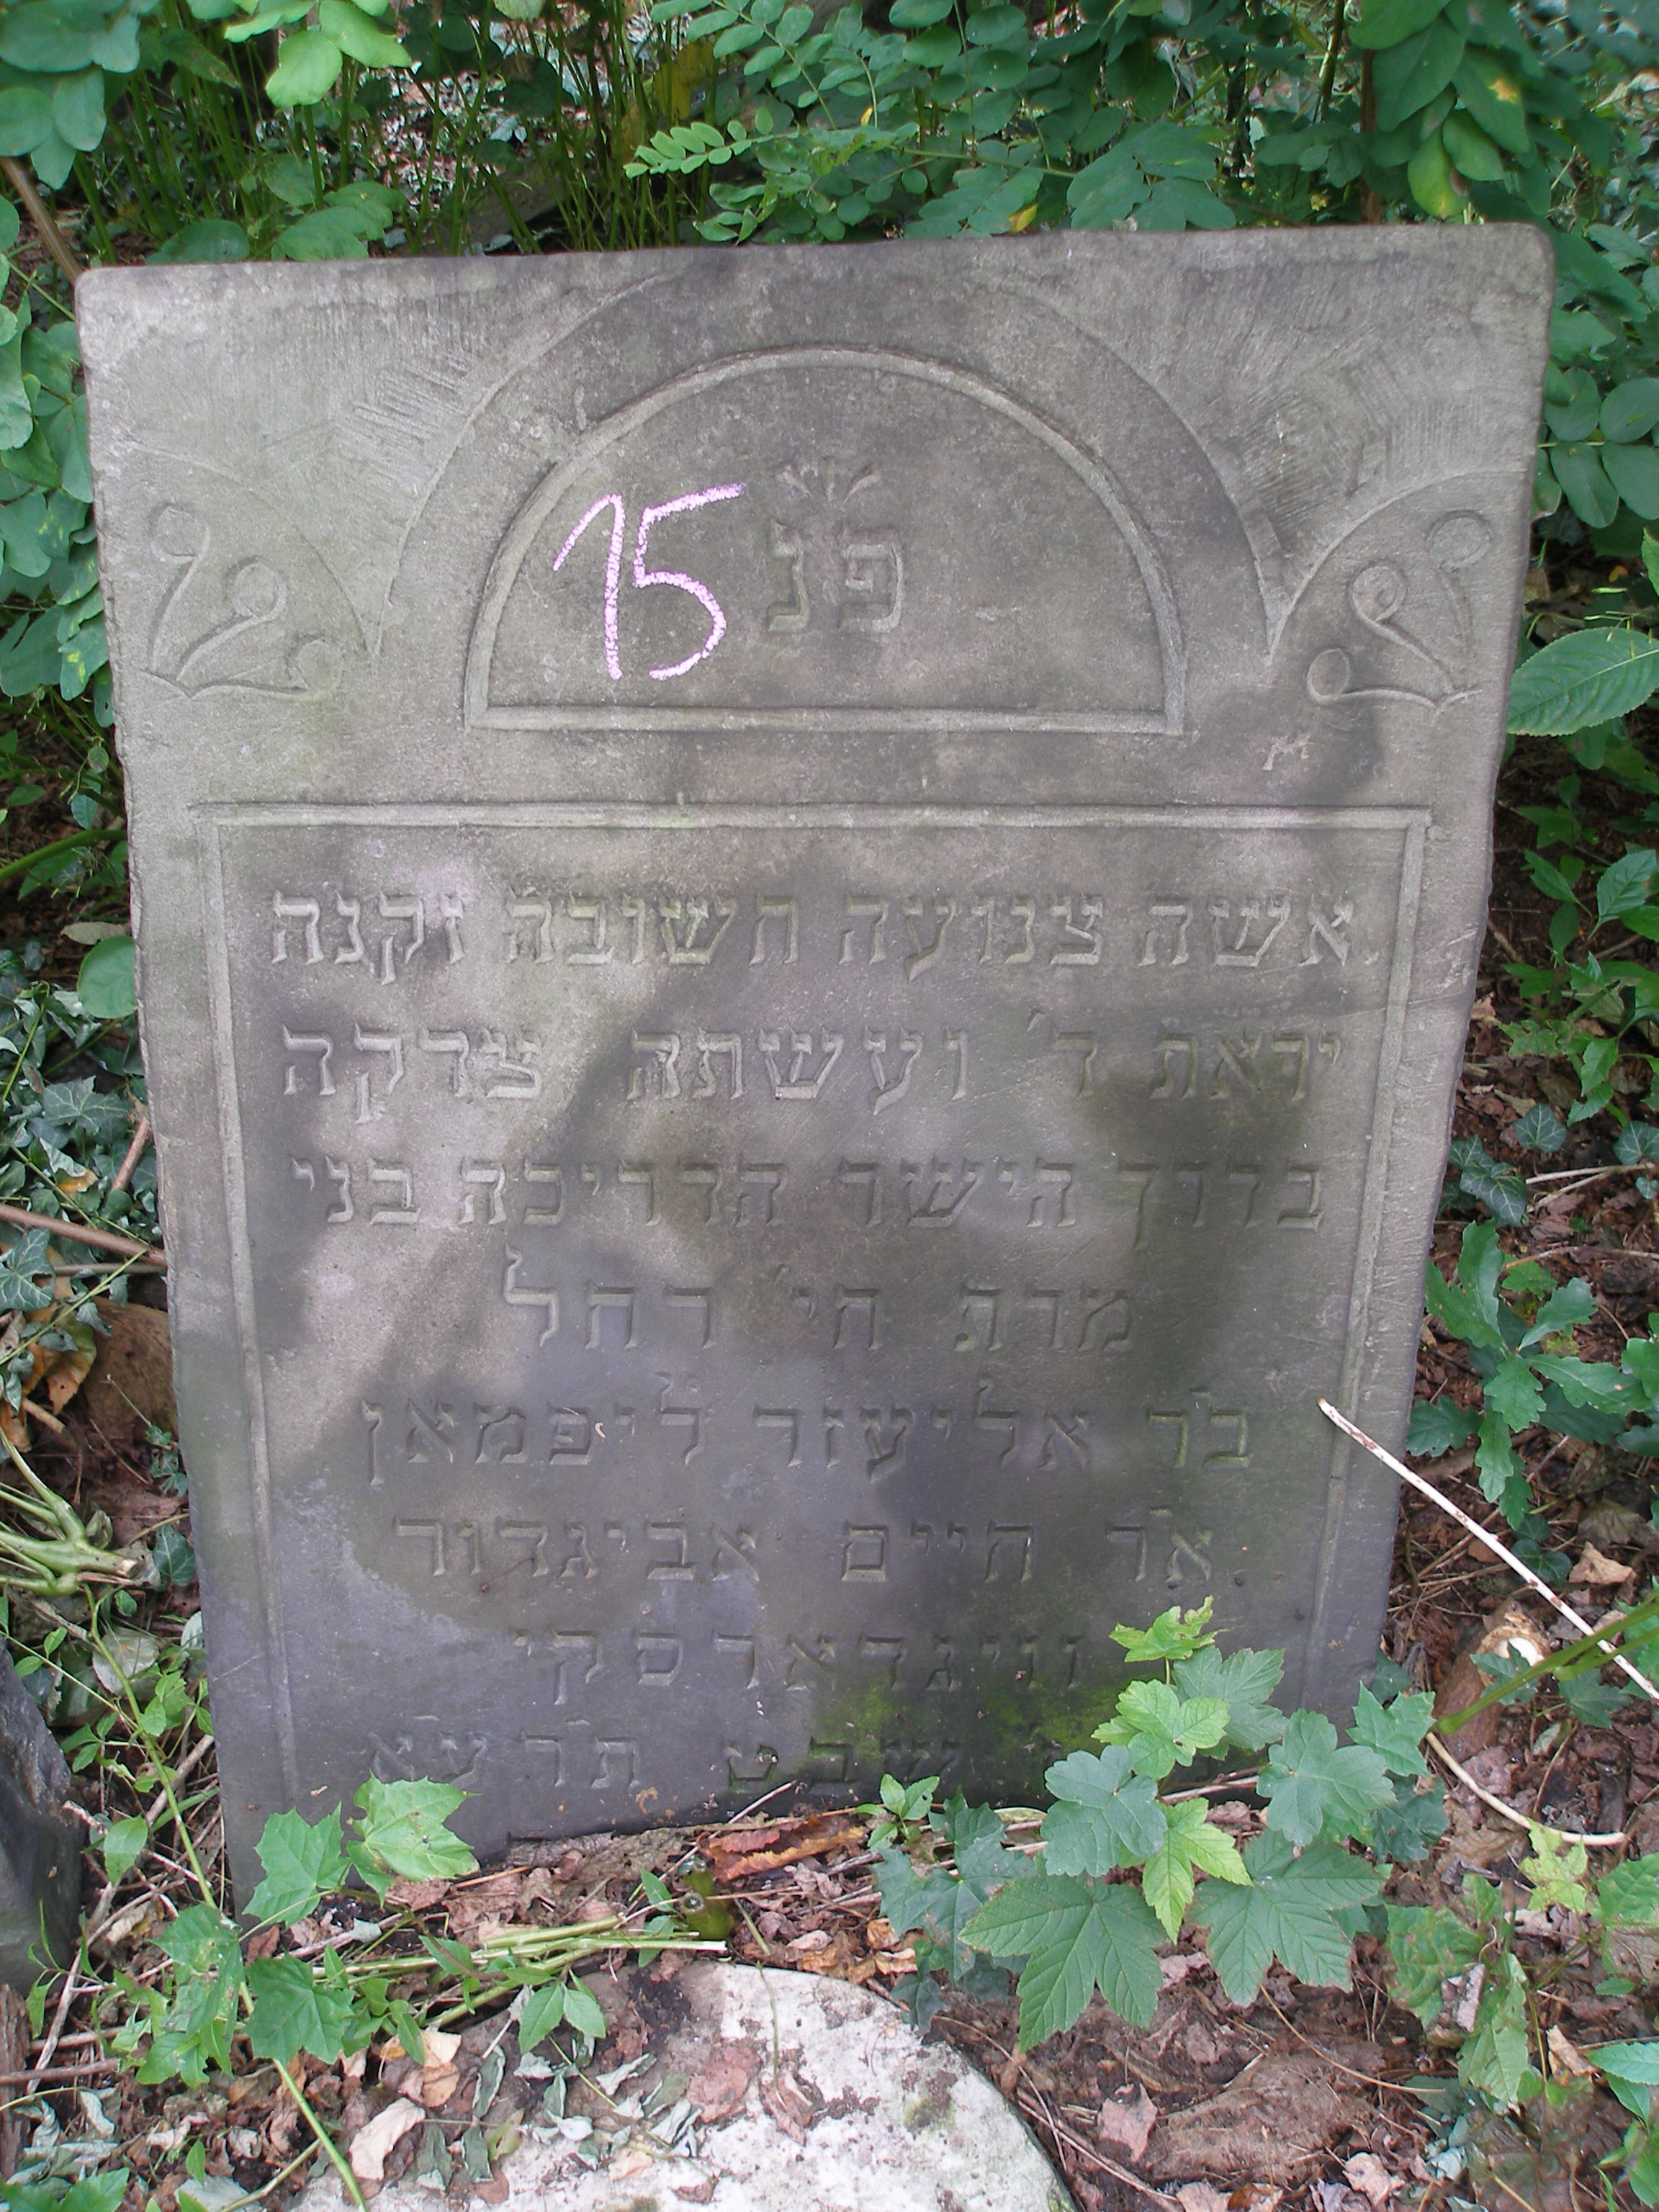 15
פנ
אשה צנועה חשובה זקנה
יראת ד׳ ועשתה צדקה
בדרך הישר הדריכה בני
מרת חי׳ רחל
בר אליעזר ליפמאן
אר חיים אביגדור
וויגדארסקי
שבט תרעא